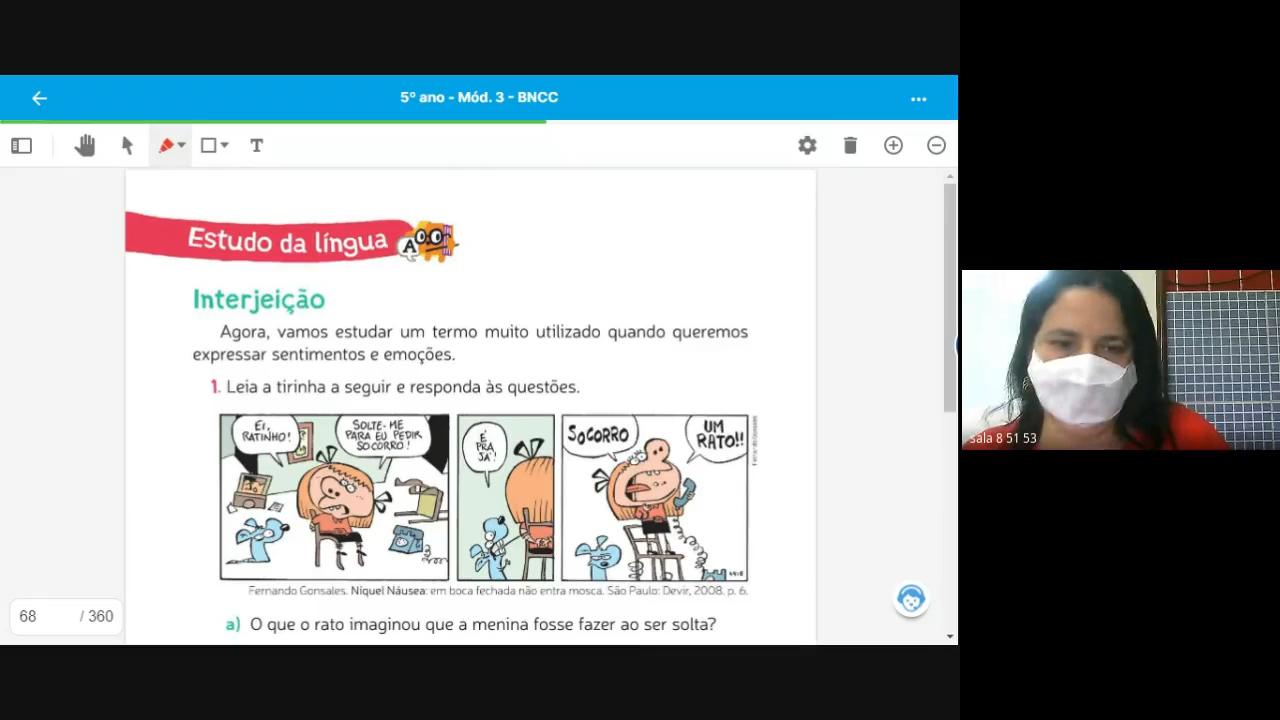 5º ano - Mód. 3 - BNCC
T
Estudo da língua
A
Interjeição
Agora, vamos estudar um termo muito utilizado quando queremos
expressar sentimentos e emoções.
1. Leia a tirinha a seguir e responda às questões.
EI,
RATINHO!
SOLTE-ME
PARA EU PEDIR
SOCORRO!
É
PRA
JÁ!
SOCORRO
UM
RATO!!
Fernando Gonsales
Fernando Gonsales. Níquel Náusea: em boca fechada não entra mosca. São Paulo: Devir, 2008. p. 6.
a) O que o rato imaginou que a menina fosse fazer ao ser solta?
68 / 360
sala 8 51 53